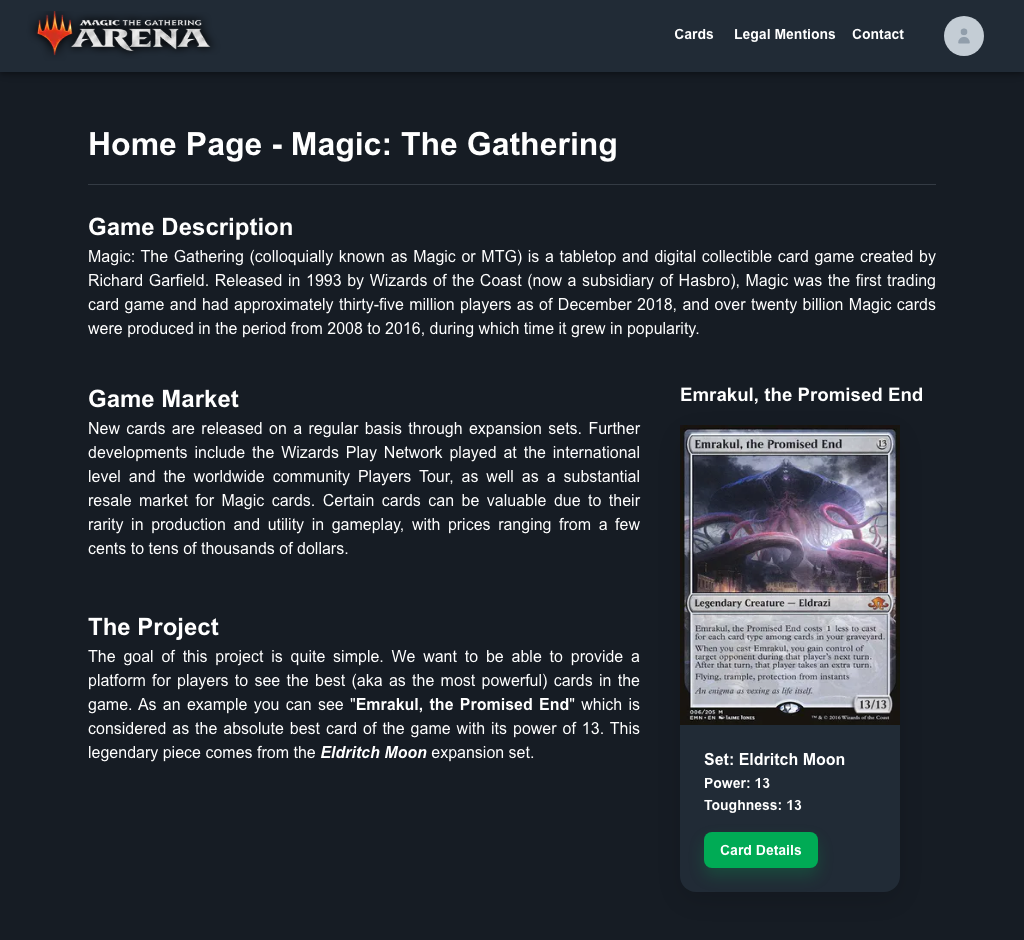 MAGIC THE GATHERING
ARENA
Cards Legal Mentions Contact
Home Page - Magic: The Gathering
Game Description
Magic: The Gathering (colloquially known as Magic or MTG) is a tabletop and digital collectible card game created by
Richard Garfield. Released in 1993 by Wizards of the Coast (now a subsidiary of Hasbro), Magic was the first trading
card game and had approximately thirty-five million players as of December 2018, and over twenty billion Magic cards
were produced in the period from 2008 to 2016, during which time it grew in popularity.
Game Market
New cards are released on a regular basis through expansion sets. Further
developments include the Wizards Play Network played at the international
level and the worldwide community Players Tour, as well as a substantial
resale market for Magic cards. Certain cards can be valuable due to their
rarity in production and utility in gameplay, with prices ranging from a few
cents to tens of thousands of dollars.
The Project
The goal of this project is quite simple. We want to be able to provide a
platform for players to see the best (aka as the most powerful) cards in the
game. As an example you can see "Emrakul, the Promised End" which is
considered as the absolute best card of the game with its power of 13. This
legendary piece comes from the Eldritch Moon expansion set.
Emrakul, the Promised End
Emrakul, the Promised End 13
Legendary Creature — Eldrazi
Emrakul, the Promised End costs 1 less to cast
for each card type among cards in your graveyard.
When you cast Emrakul, you gain control of
target opponent during that player's next turn.
After that turn, that player takes an extra turn.
Flying, trample, protection from instants
An enigma as vexing as life itself.
13/13
006/205 M
EMN • EN JAIME JONES
™ & © 2016 Wizards of the Coast
Set: Eldritch Moon
Power: 13
Toughness: 13
Card Details